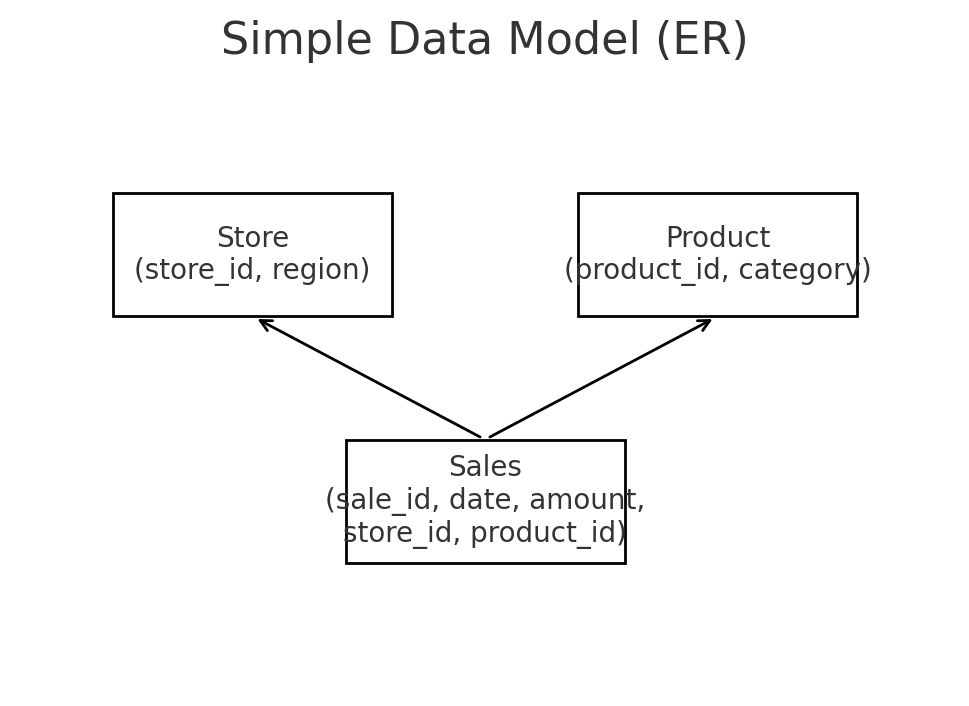 Simple Data Model (ER)
Store
(store_id, region)
Product
(product_id, category)
Sales
(sale_id, date, amount,
store_id, product_id)